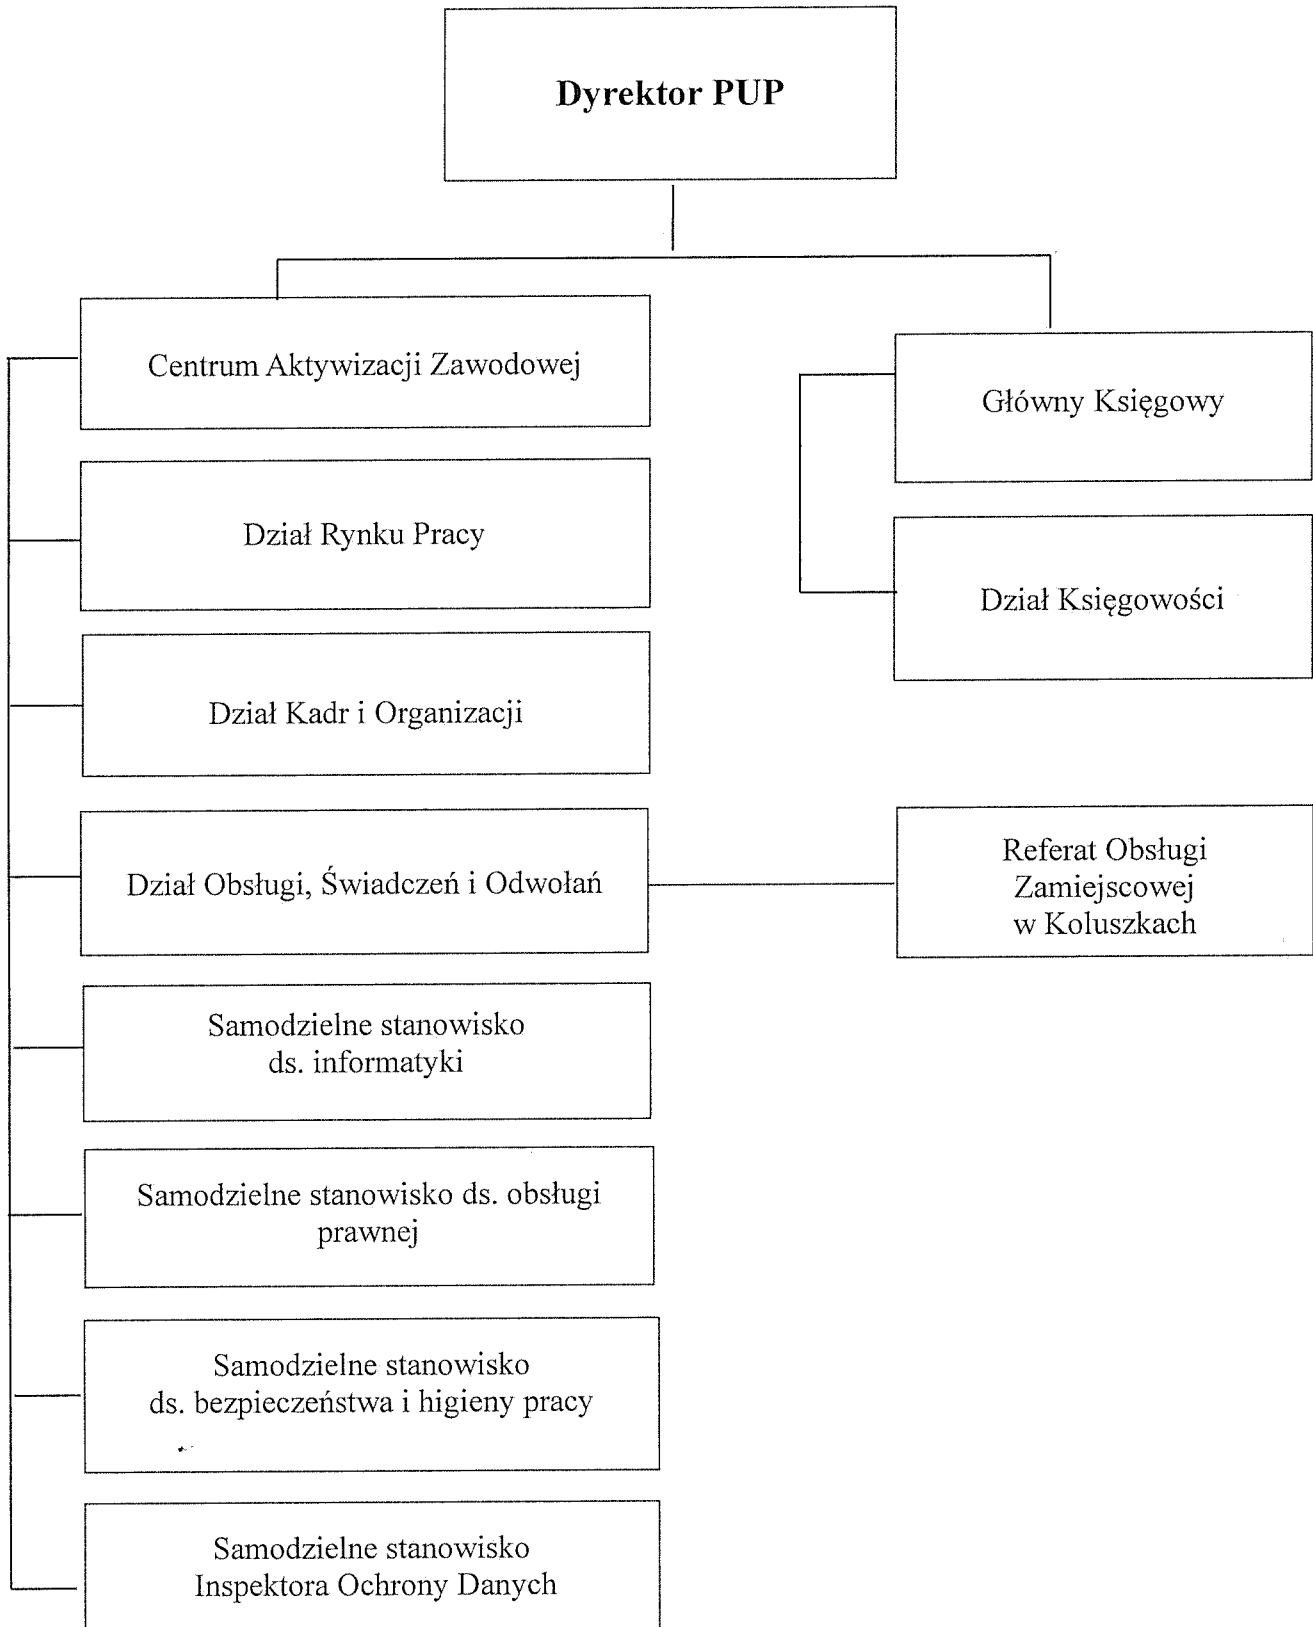 Dyrektor PUP
Centrum Aktywizacji Zawodowej
Główny Księgowy
Dział Rynku Pracy
Dział Księgowości
Dział Kadr i Organizacji
Dział Obsługi, Świadczeń i Odwołań
Referat Obsługi
Zamiejscowej
w Koluszkach
Samodzielne stanowisko
ds. informatyki
Samodzielne stanowisko ds. obsługi
prawnej
Samodzielne stanowisko
ds. bezpieczeństwa i higieny pracy
Samodzielne stanowisko
Inspektora Ochrony Danych